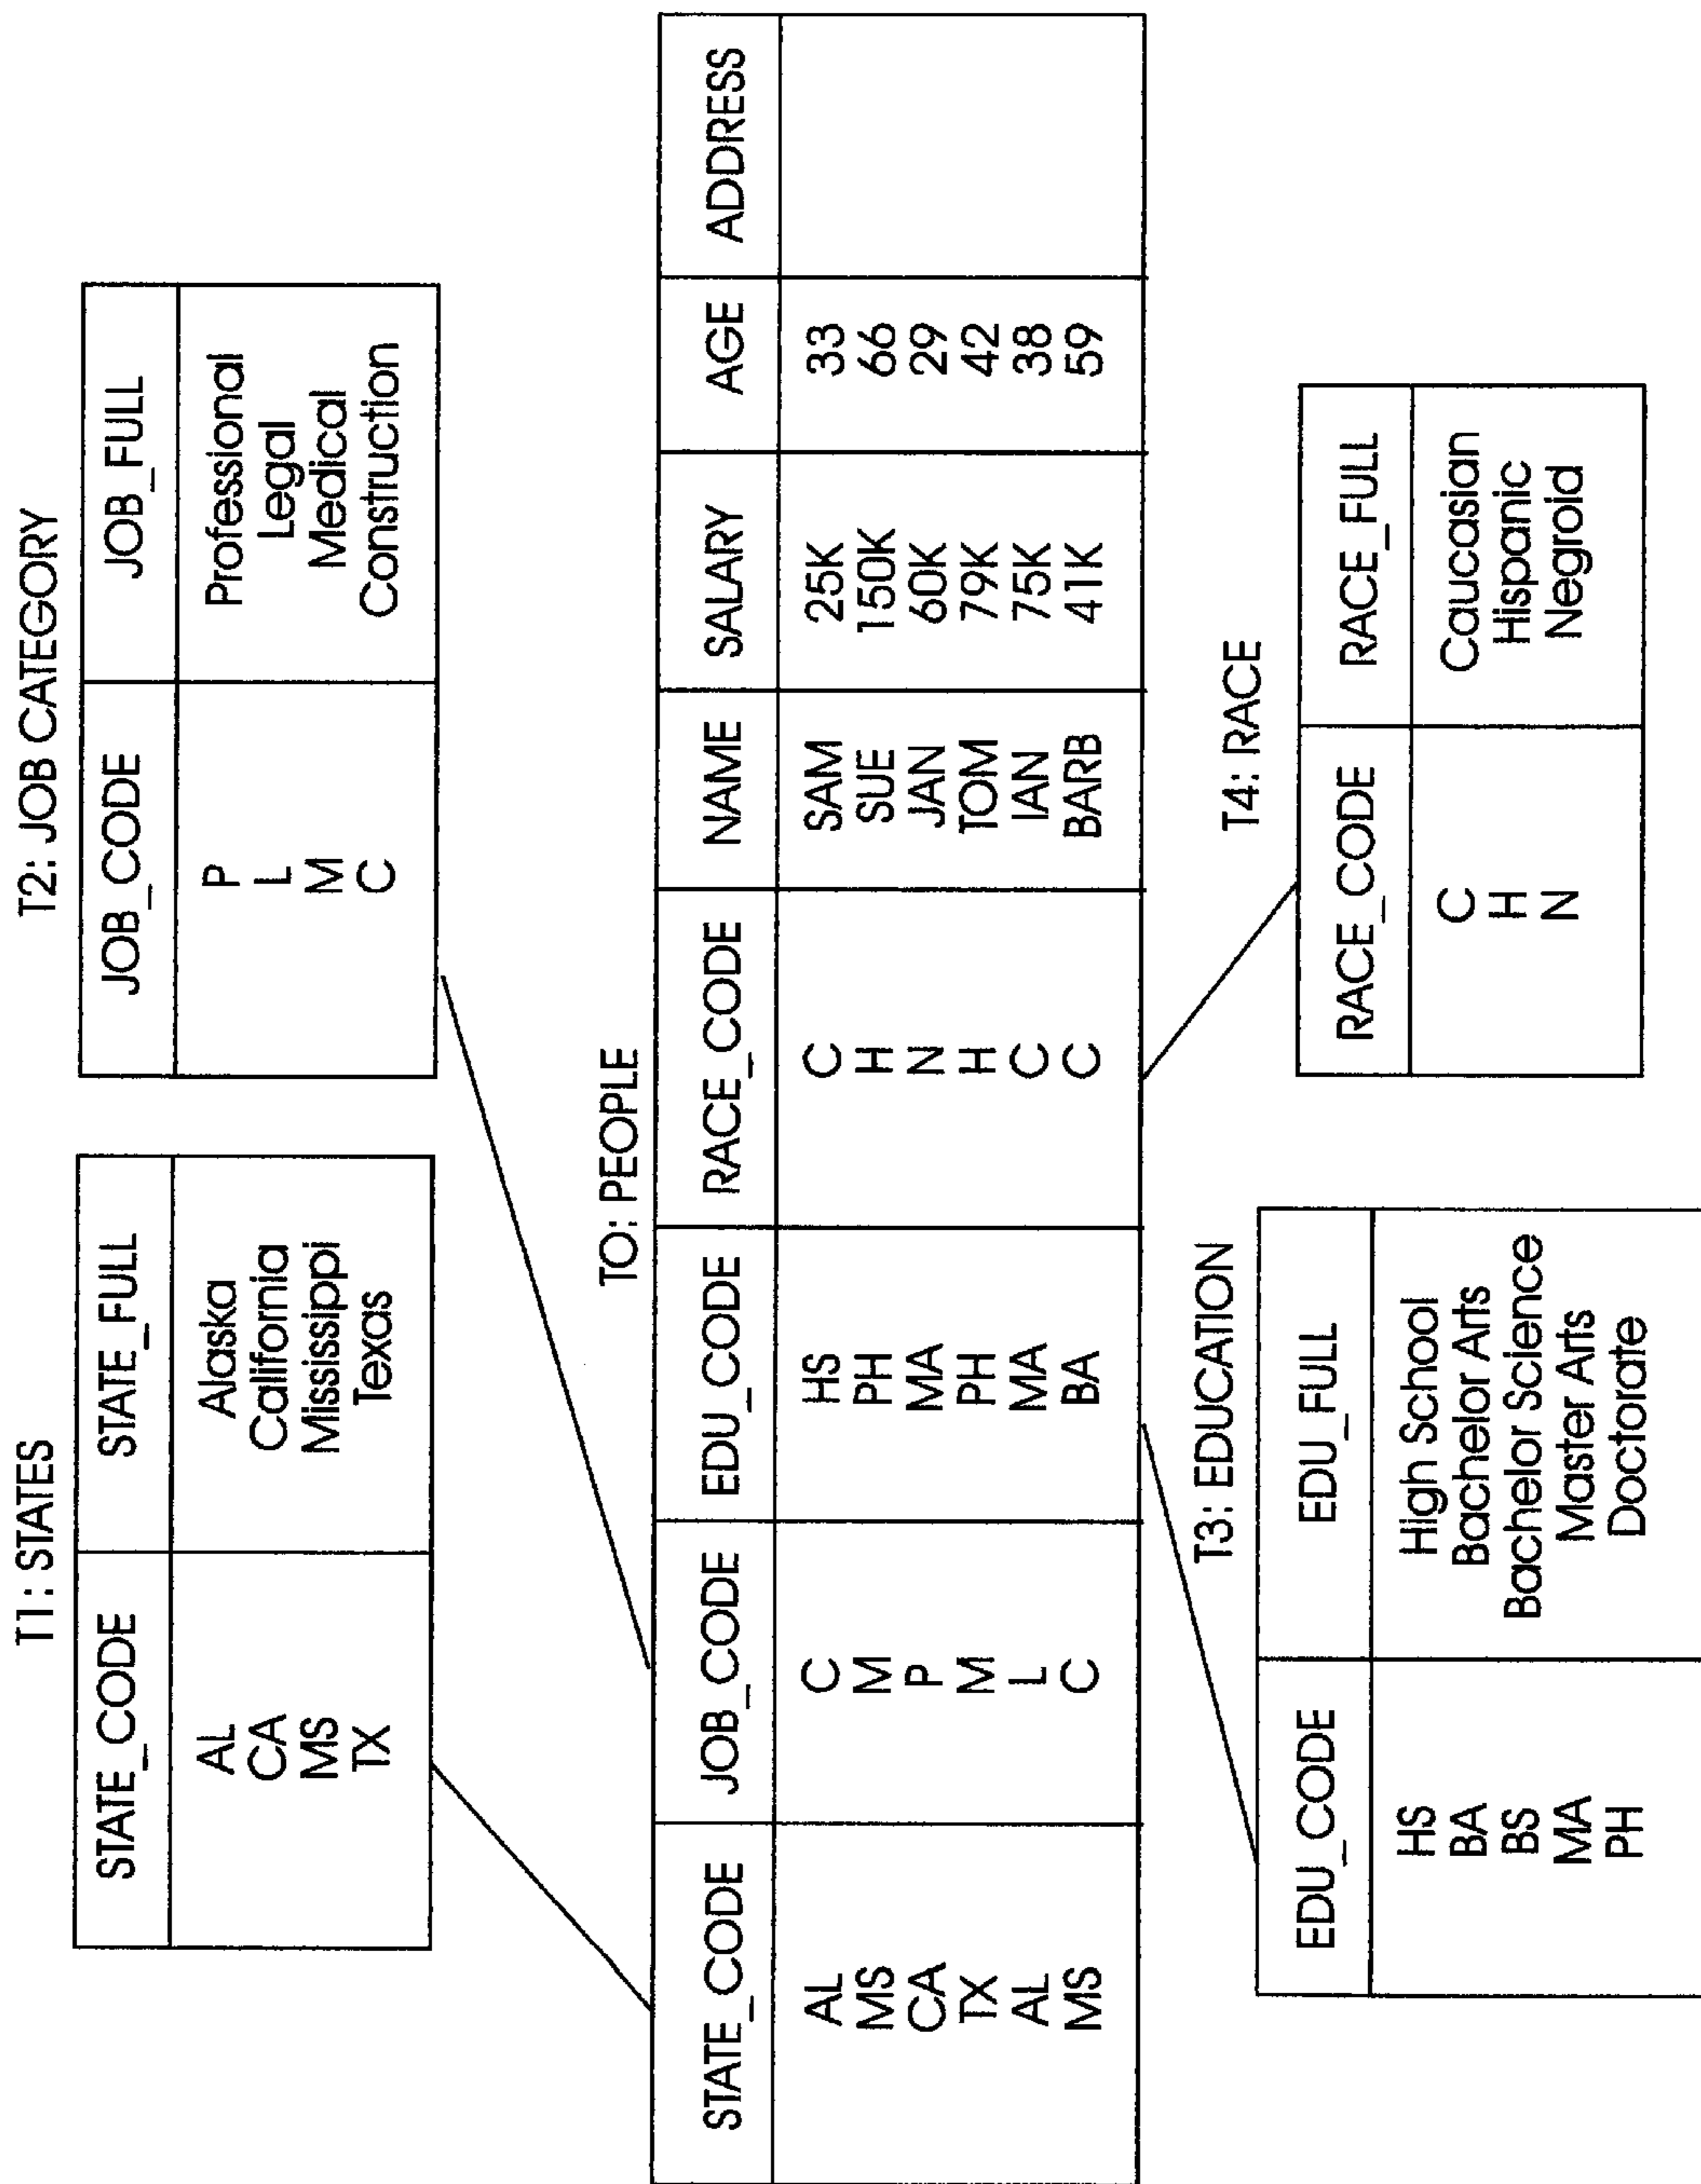 T1: STATES
STATE_CODE STATE_FULL
AL Alaska
CA California
MS Mississippi
TX Texas
T2: JOB CATEGORY
JOB_CODE JOB_FULL
P Professional
L Legal
M Medical
C Construction
TO: PEOPLE
STATE_CODE JOB_CODE EDU_CODE RACE_CODE NAME SALARY AGE ADDRESS
AL C HS C SAM 25K 33
MS M PH H SUE 150K 66
CA P MA N JAN 60K 29
TX M PH H TOM 79K 42
AL L MA C IAN 75K 38
MS C BA C BARB 41K 59
T3: EDUCATION
EDU_CODE EDU_FULL
HS High School
BA Bachelor Arts
BS Bachelor Science
MA Master Arts
PH Doctorate
T4: RACE
RACE_CODE RACE_FULL
C Caucasian
H Hispanic
N Negroid